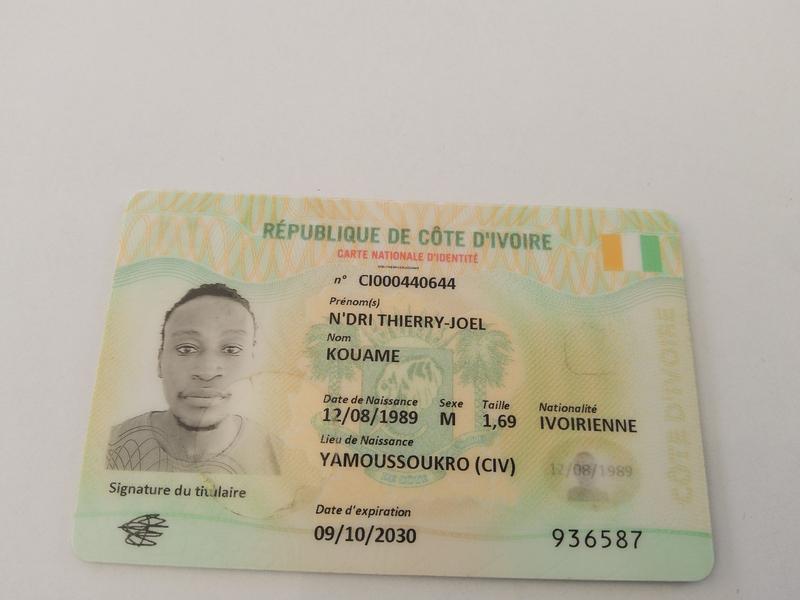 RÉPUBLIQUE DE CÔTE D'IVOIRE
CARTE NATIONALE D'IDENTITÉ
n° CI000440644
Prénom(s)
N'DRI THIERRY-JOEL
Nom
KOUAME
Date de Naissance Sexe Taille Nationalité
12/08/1989 M 1,69 IVOIRIENNE
Lieu de Naissance
YAMOUSSOUKRO (CIV)
12/08/1989
Signature du titulaire
Date d'expiration
09/10/2030
936587
CÔTE D'IVOIRE